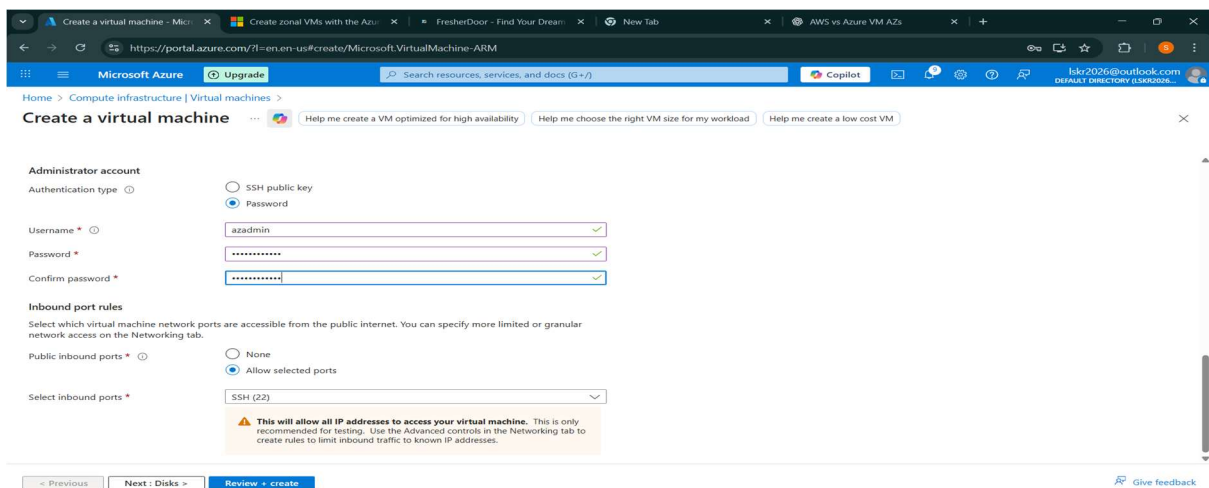 Create a virtual machine - Micr
Create zonal VMs with the Azur
FresherDoor - Find Your Dream
New Tab
AWS vs Azure VM AZs
https://portal.azure.com/?l=en.en-us#create/Microsoft.VirtualMachine-ARM
S
Microsoft Azure
Upgrade
Search resources, services, and docs (G+/)
Copilot
9
lskr2026@outlook.com
DEFAULT DIRECTORY (LSKR2026...
Home > Compute infrastructure | Virtual machines >
Create a virtual machine ...
Help me create a VM optimized for high availability
Help me choose the right VM size for my workload
Help me create a low cost VM
Administrator account
Authentication type
SSH public key
Password
Username *
azadmin
Password *
••••••••••••
Confirm password *
••••••••••••
Inbound port rules
Select which virtual machine network ports are accessible from the public internet. You can specify more limited or granular
network access on the Networking tab.
Public inbound ports *
None
Allow selected ports
Select inbound ports *
SSH (22)
This will allow all IP addresses to access your virtual machine. This is only
recommended for testing. Use the Advanced controls in the Networking tab to
create rules to limit inbound traffic to known IP addresses.
< Previous
Next : Disks >
Review + create
Give feedback